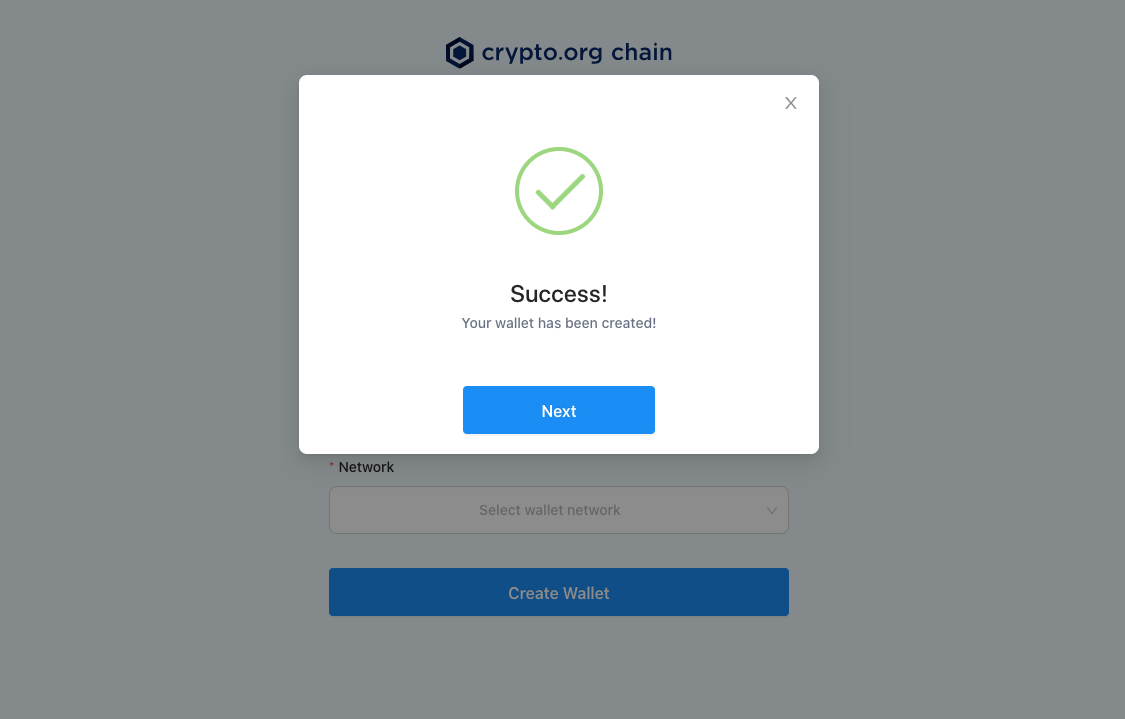 crypto.org chain
X
Success!
Your wallet has been created!
Next
* Network
Select wallet network
Create Wallet